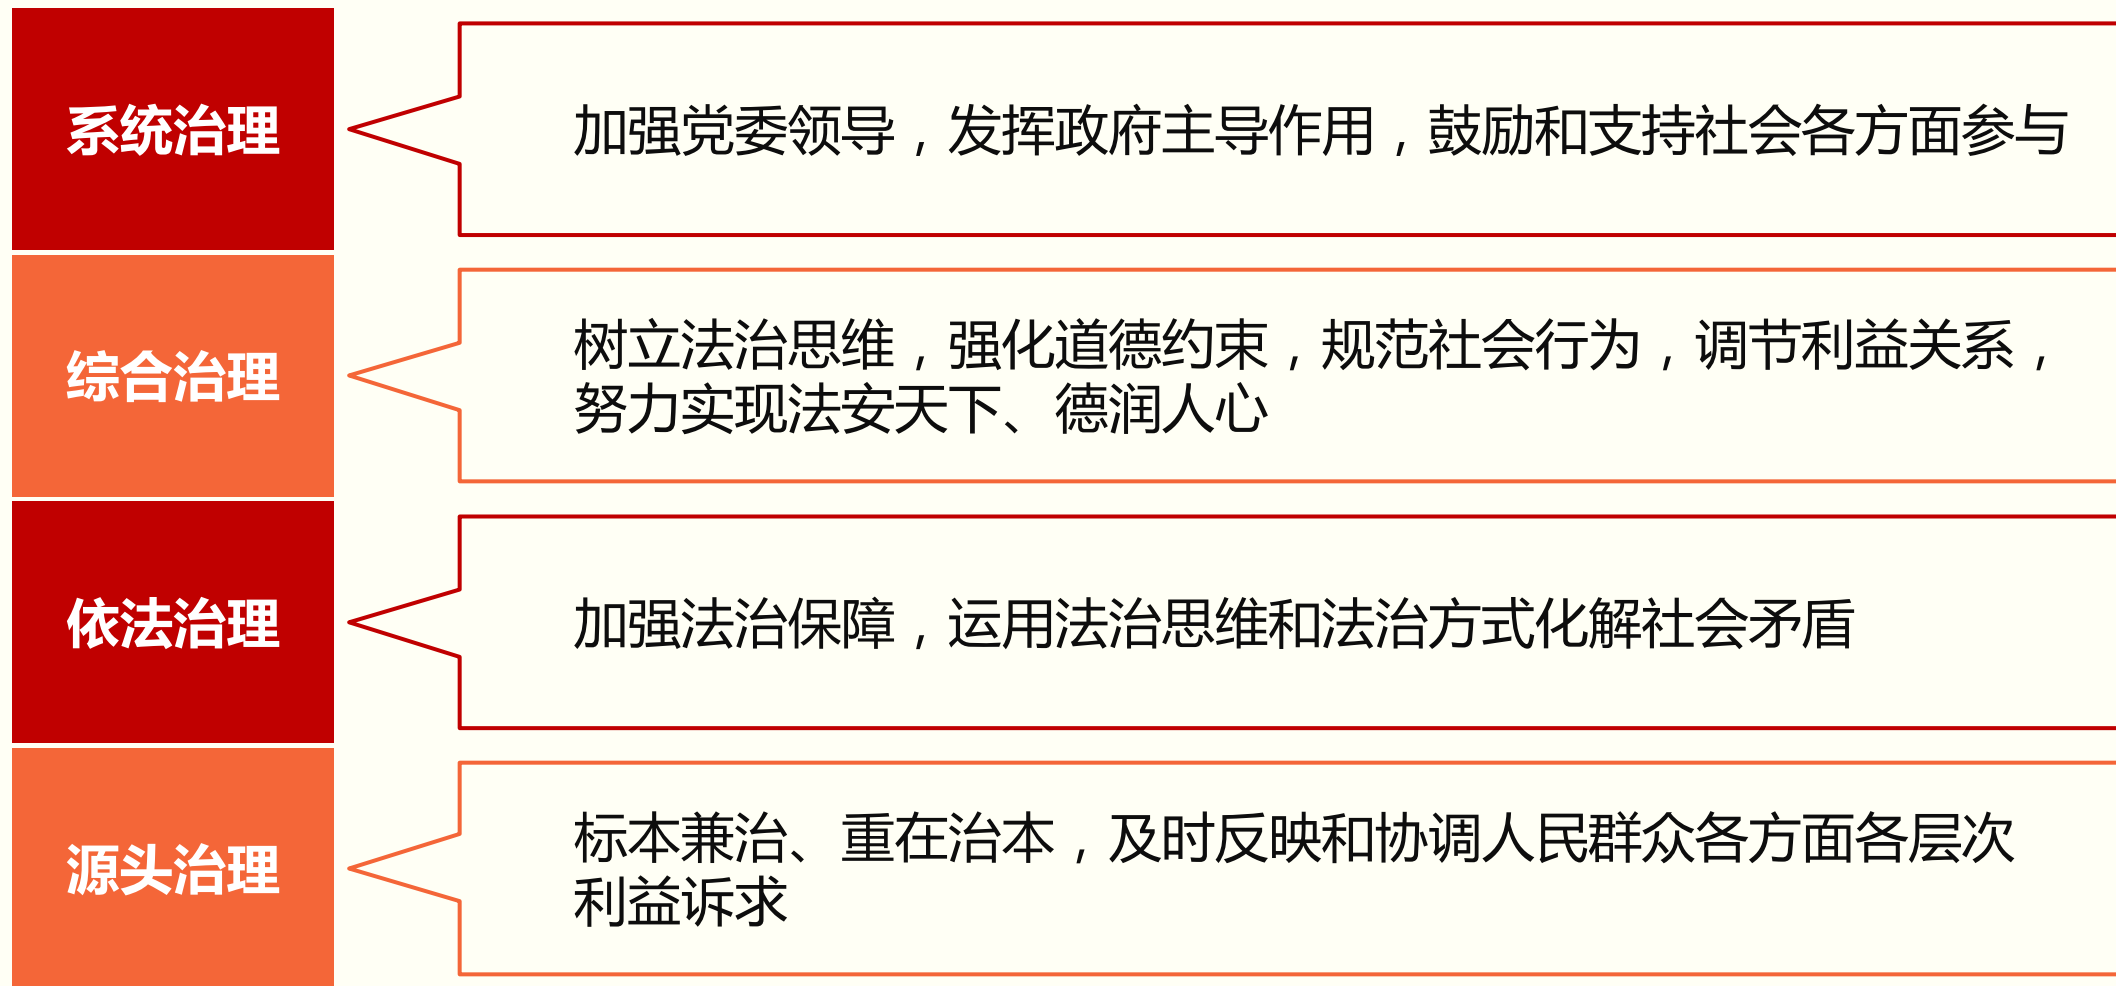 系统治理
加强党委领导，发挥政府主导作用，鼓励和支持社会各方面参与
综合治理
树立法治思维，强化道德约束，规范社会行为，调节利益关系，
努力实现法安天下、德润人心
依法治理
加强法治保障，运用法治思维和法治方式化解社会矛盾
源头治理
标本兼治、重在治本，及时反映和协调人民群众各方面各层次
利益诉求